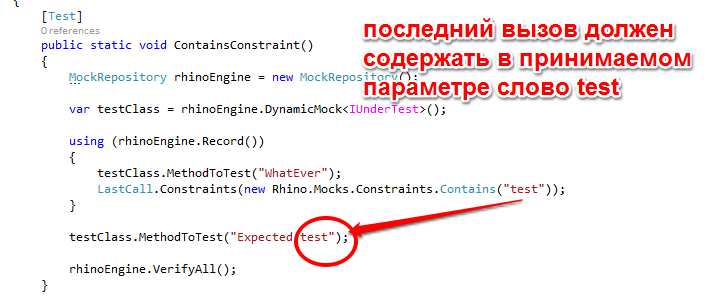 {
[Test]
0 references
public static void ContainsConstraint()
{
MockRepository rhinoEngine = new MockRepository();
var testClass = rhinoEngine.DynamicMock<IUnderTest>();
using (rhinoEngine.Record())
{
testClass.MethodToTest("WhatEver");
LastCall.Constraints(new Rhino.Mocks.Constraints.Contains("test"));
}
testClass.MethodToTest("Expected test");
rhinoEngine.VerifyAll();
}
последний вызов должен
содержать в принимаемом
параметре слово test